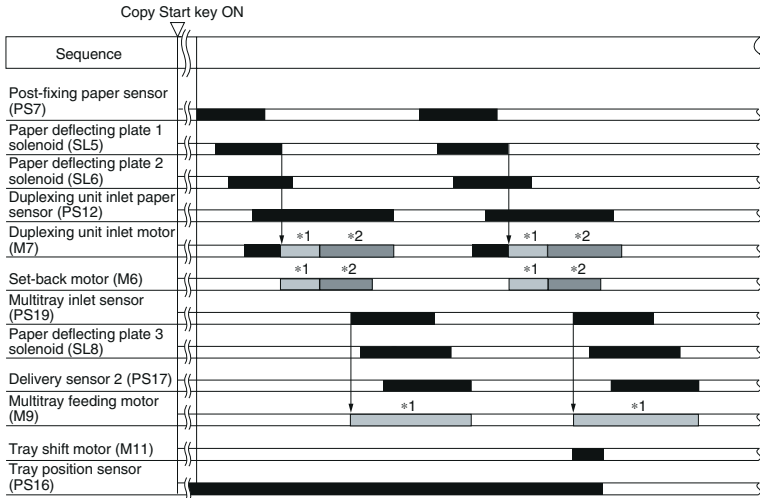 Copy Start key ON
Sequence
Post-fixing paper sensor
(PS7)
Paper deflecting plate 1
solenoid (SL5)
Paper deflecting plate 2
solenoid (SL6)
Duplexing unit inlet paper
sensor (PS12)
Duplexing unit inlet motor
(M7)
*1 *2 *1 *2
Set-back motor (M6)
*1 *2 *1 *2
Multitray inlet sensor
(PS19)
Paper deflecting plate 3
solenoid (SL8)
Delivery sensor 2 (PS17)
Multitray feeding motor
(M9)
*1 *1
Tray shift motor (M11)
Tray position sensor
(PS16)